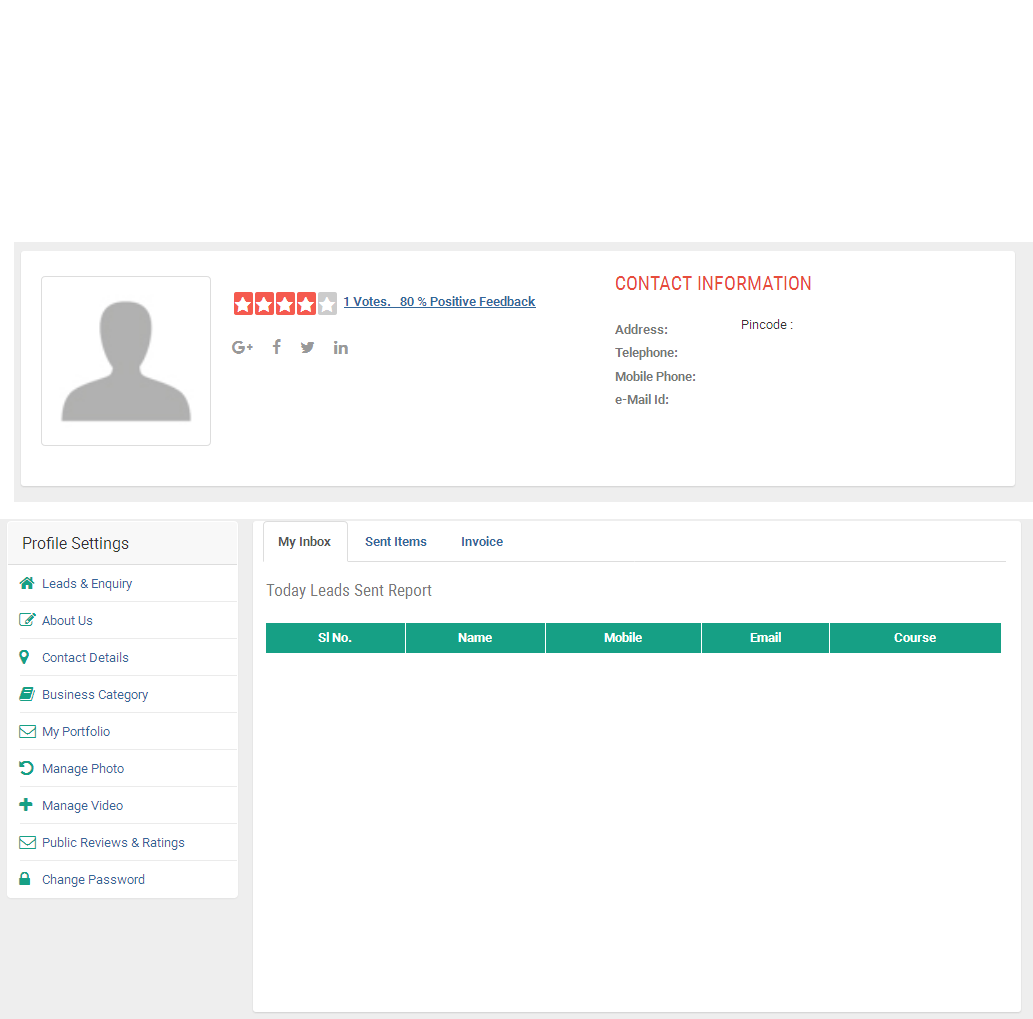 1 Votes. 80 % Positive Feedback
CONTACT INFORMATION
Address: Pincode :
Telephone:
Mobile Phone:
e-Mail Id:
Profile Settings
Leads & Enquiry
About Us
Contact Details
Business Category
My Portfolio
Manage Photo
Manage Video
Public Reviews & Ratings
Change Password
My Inbox Sent Items Invoice
Today Leads Sent Report
Sl No. Name Mobile Email Course